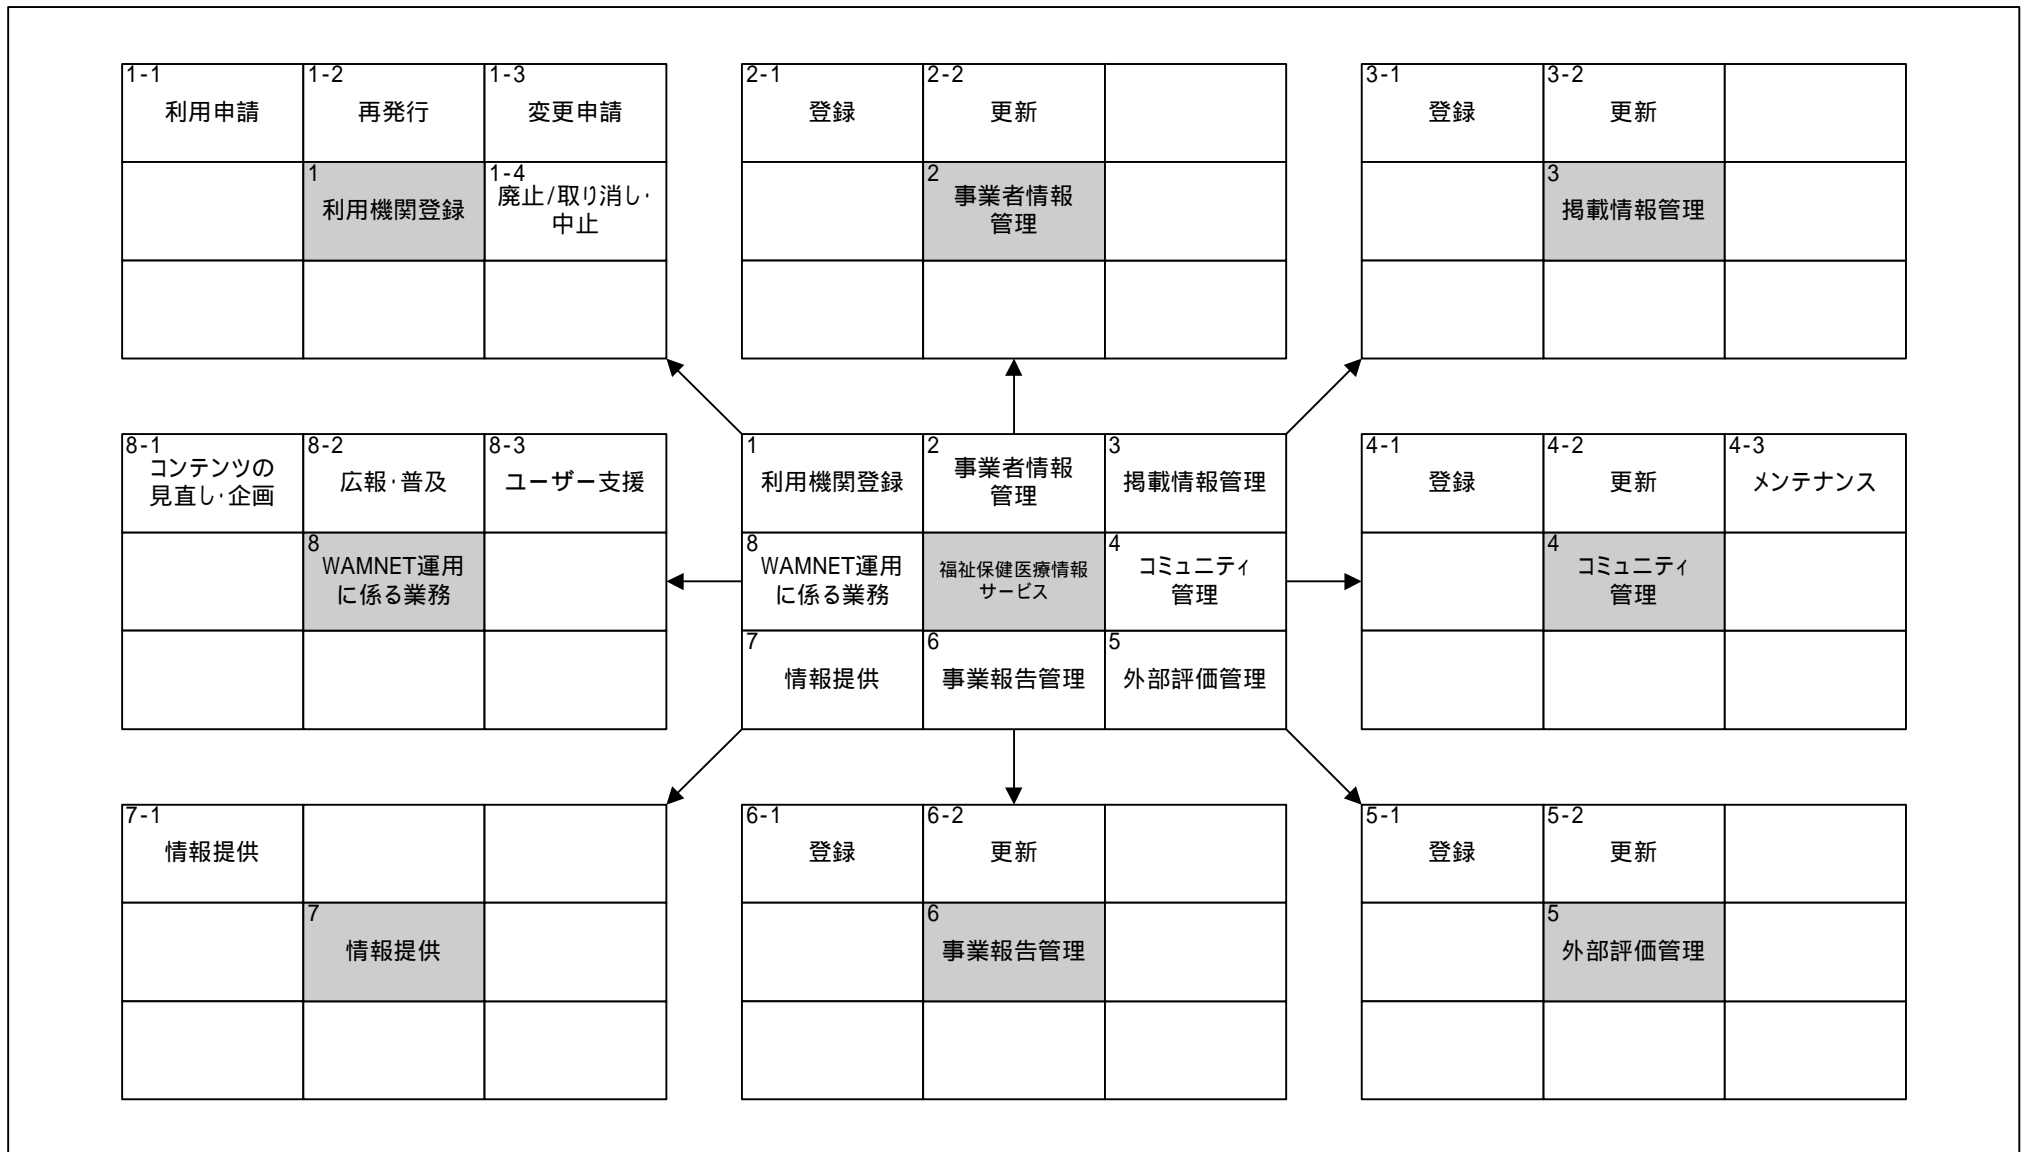 1-1
利用申請
1-2
再発行
1-3
変更申請
1
利用機関登録
1-4
廃止/取り消し・
中止
2-1
登録
2-2
更新
2
事業者情報
管理
3-1
登録
3-2
更新
3
掲載情報管理
8-1
コンテンツの
見直し・企画
8-2
広報・普及
8-3
ユーザー支援
8
WAMNET運用
に係る業務
1
利用機関登録
2
事業者情報
管理
3
掲載情報管理
8
WAMNET運用
に係る業務
福祉保健医療情報
サービス
4
コミュニティ
管理
7
情報提供
6
事業報告管理
5
外部評価管理
4-1
登録
4-2
更新
4-3
メンテナンス
4
コミュニティ
管理
7-1
情報提供
7
情報提供
6-1
登録
6-2
更新
6
事業報告管理
5-1
登録
5-2
更新
5
外部評価管理